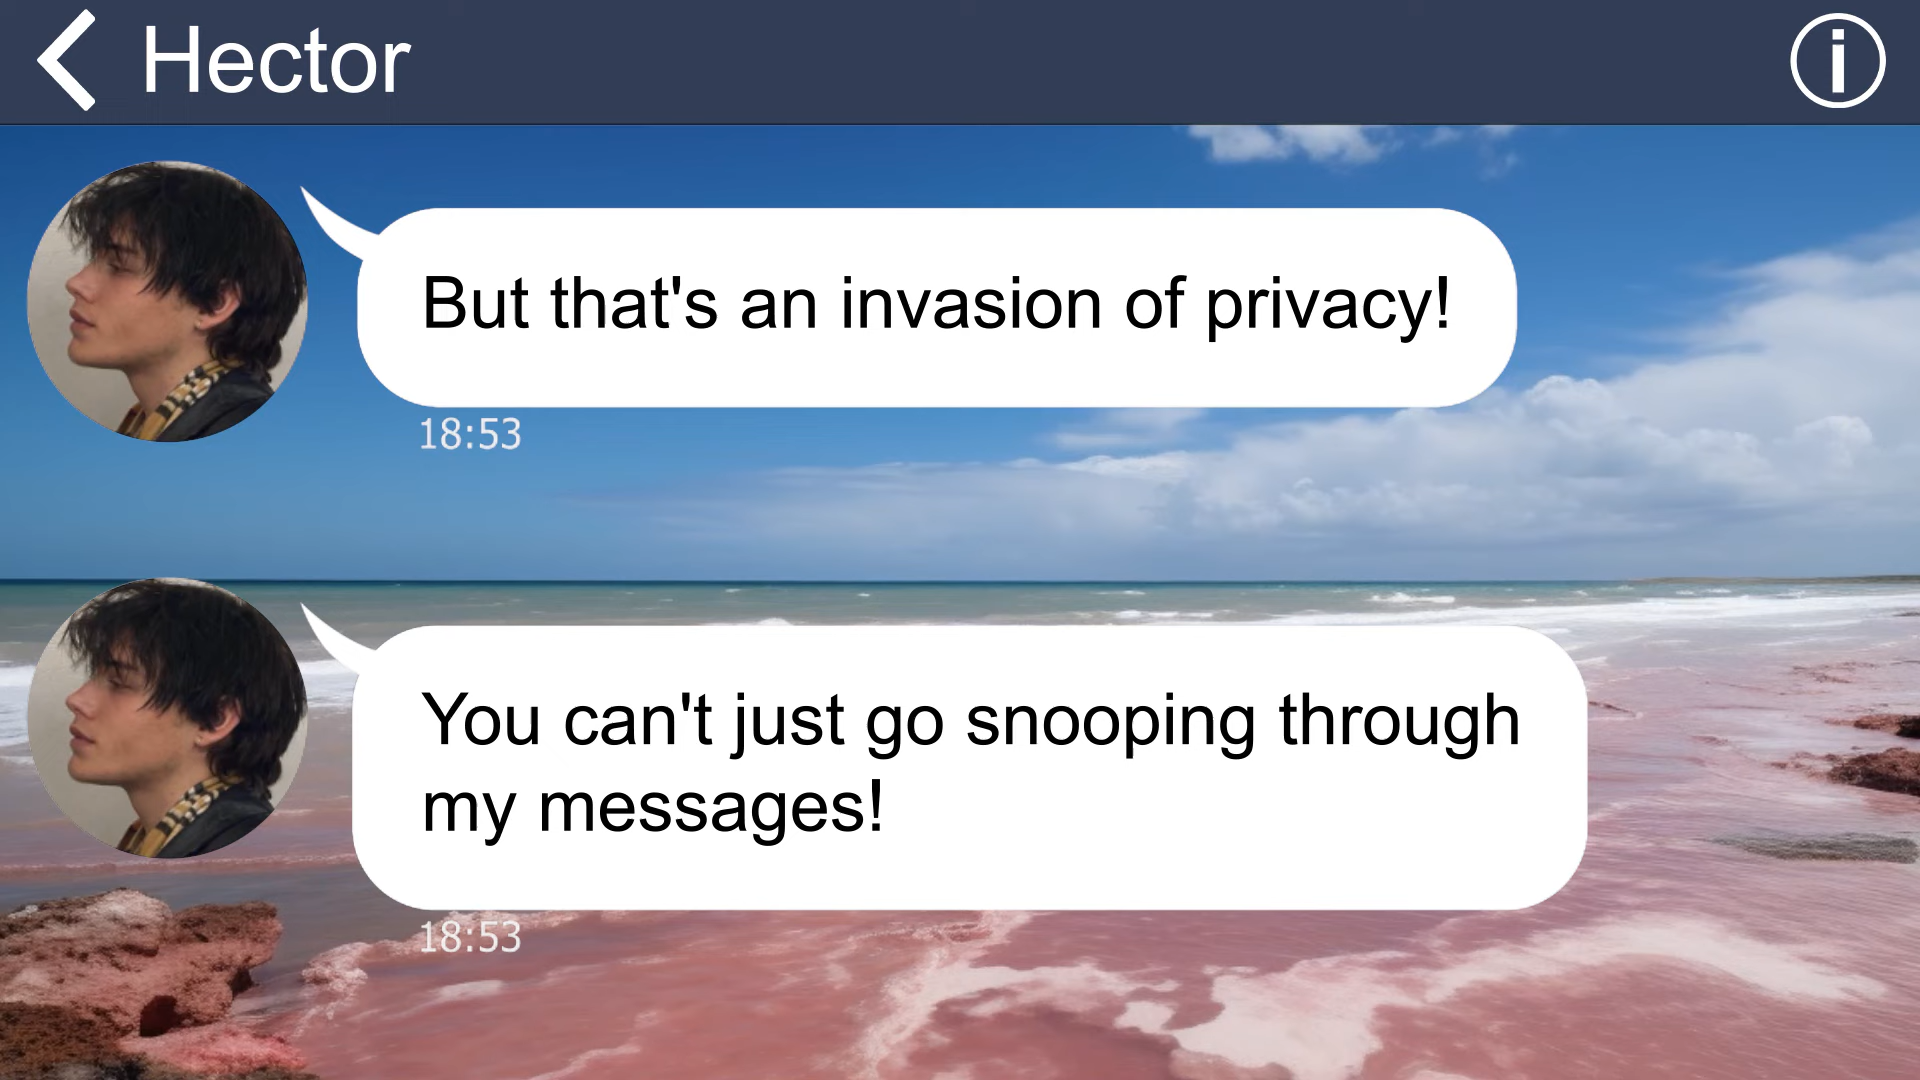 Hector
But that's an invasion of privacy!
18:53
You can't just go snooping through
my messages!
18:53